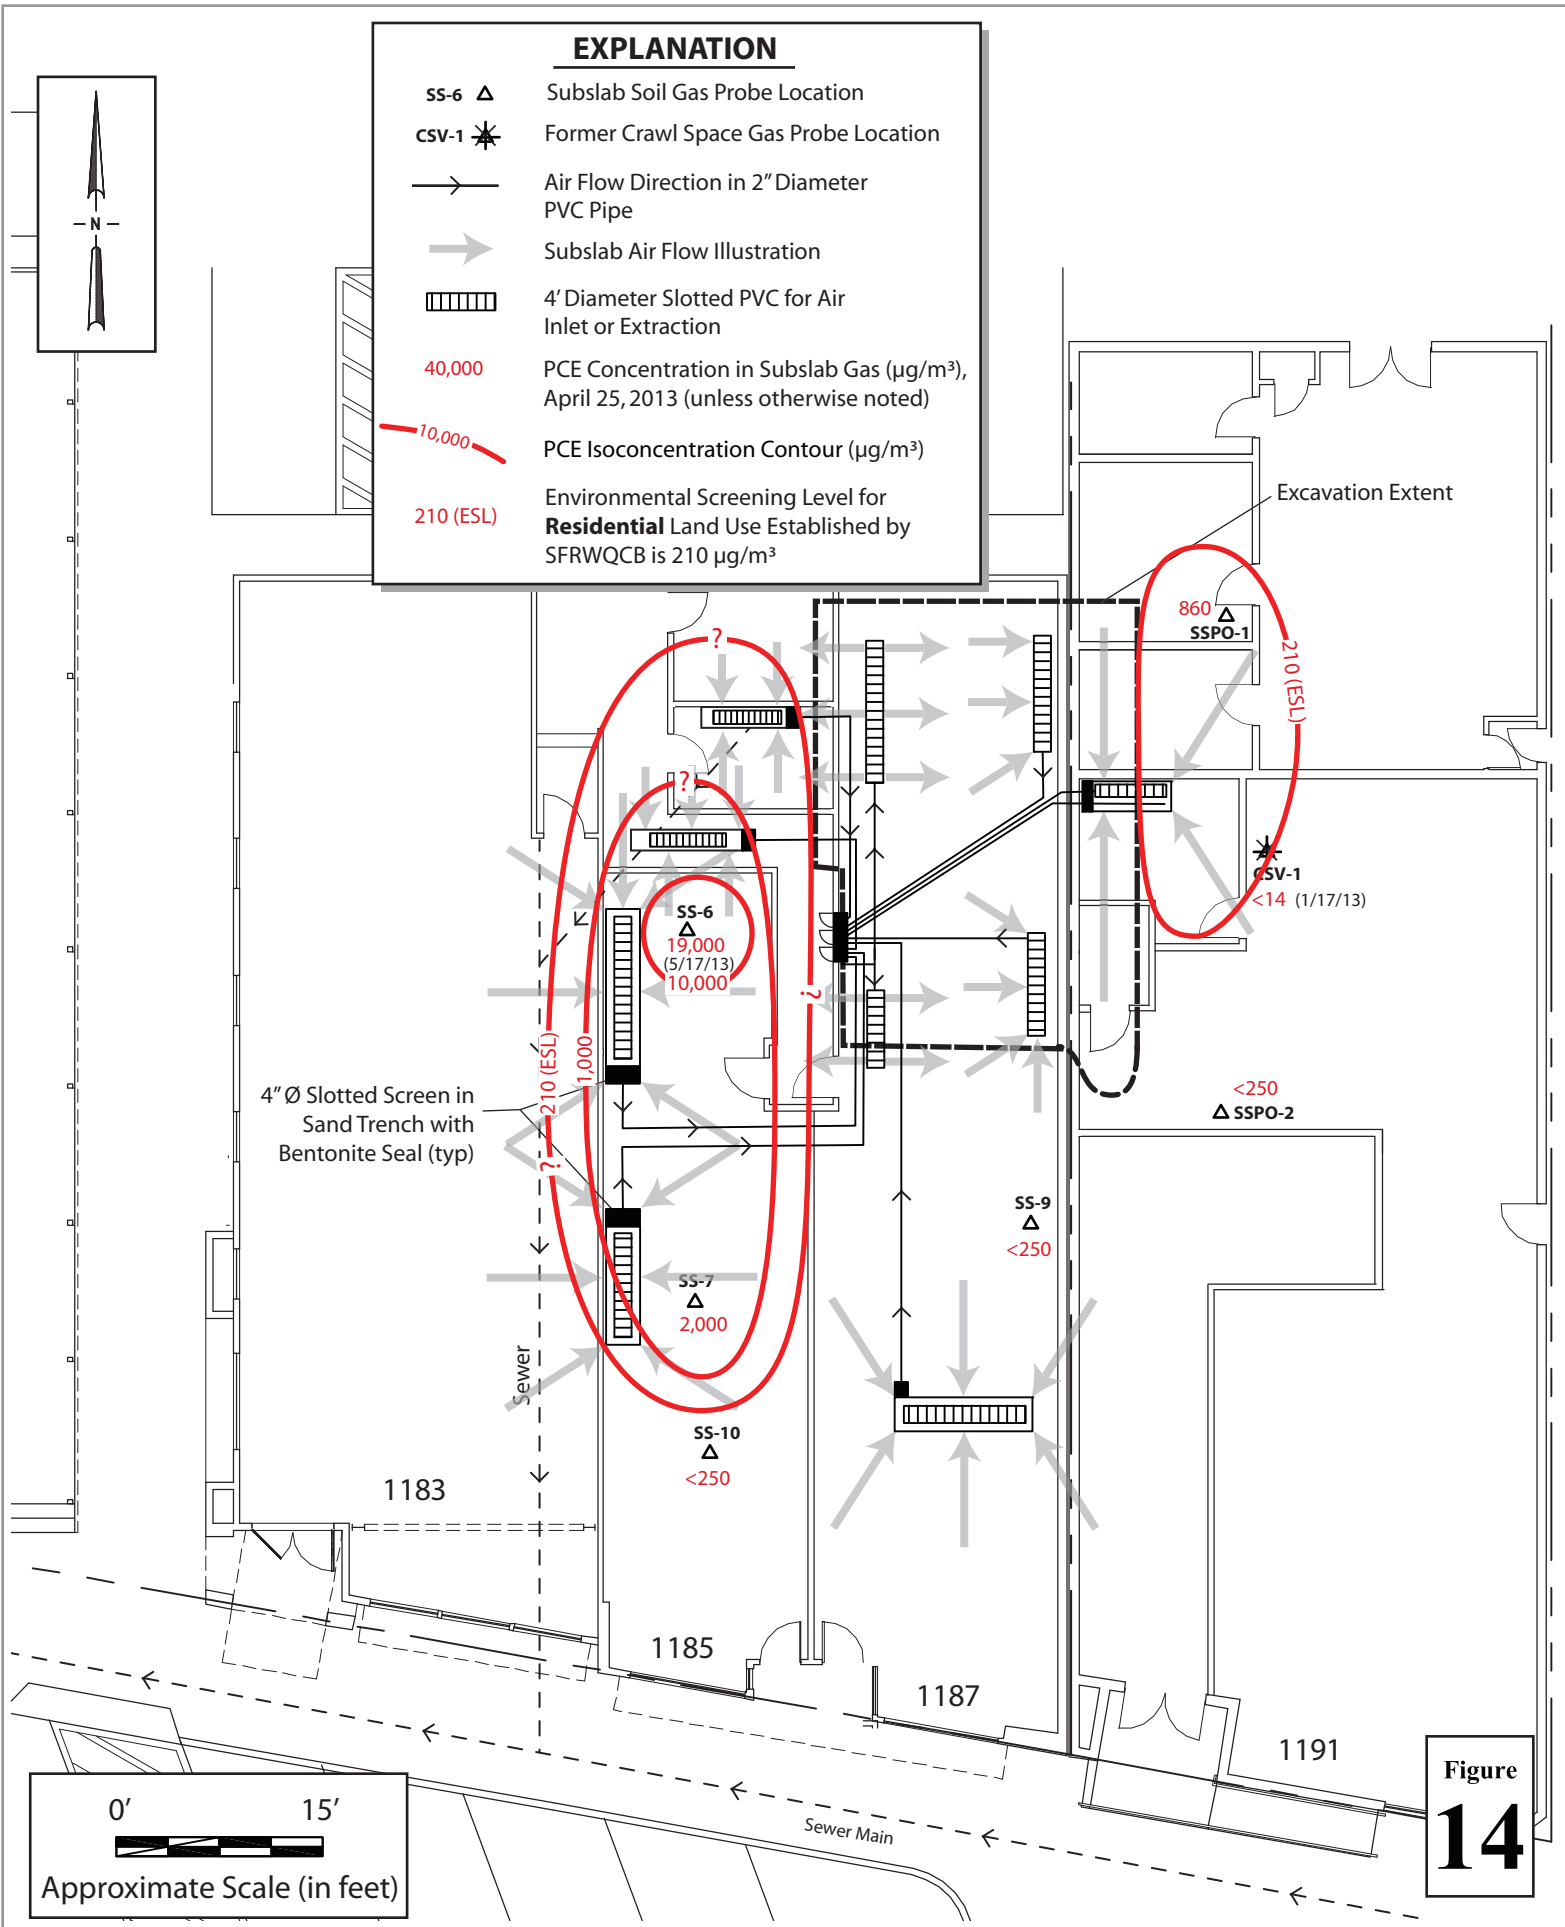 EXPLANATION
SS-6 Subslab Soil Gas Probe Location
CSV-1 Former Crawl Space Gas Probe Location
Air Flow Direction in 2" Diameter
PVC Pipe
Subslab Air Flow Illustration
4' Diameter Slotted PVC for Air
Inlet or Extraction
40,000 PCE Concentration in Subslab Gas (µg/m³),
April 25, 2013 (unless otherwise noted)
10,000 PCE Isoconcentration Contour (µg/m³)
210 (ESL) Environmental Screening Level for
Residential Land Use Established by
SFRWQCB is 210 µg/m³
N
Excavation Extent
860
SSPO-1
210 (ESL)
?
?
SS-6
19,000
(5/17/13)
10,000
?
CSV-1
<14 (1/17/13)
210 (ESL)
1,000
?
4" Ø Slotted Screen in
Sand Trench with
Bentonite Seal (typ)
<250
SSPO-2
SS-9
<250
SS-7
2,000
Sewer
SS-10
<250
1183
1185
1187
1191
Sewer Main
0' 15'
Approximate Scale (in feet)
Figure
14